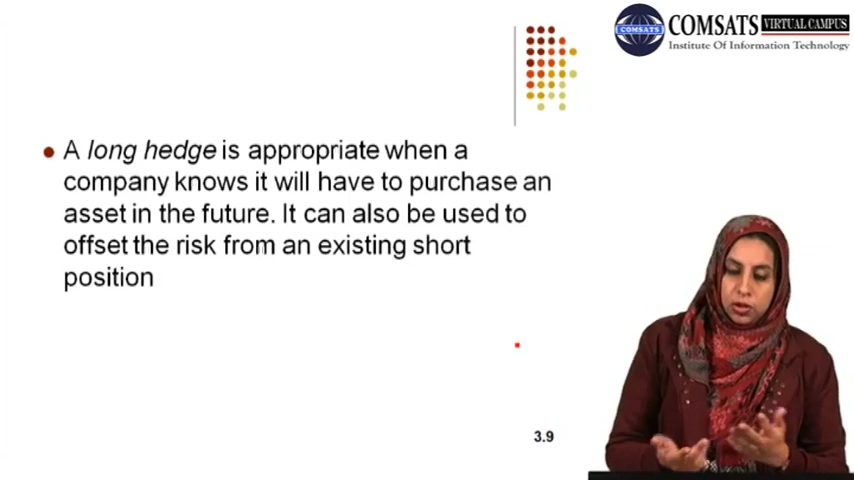 COMSATS
COMSATS VIRTUAL CAMPUS
Institute Of Information Technology
A long hedge is appropriate when a
company knows it will have to purchase an
asset in the future. It can also be used to
offset the risk from an existing short
position
3.9